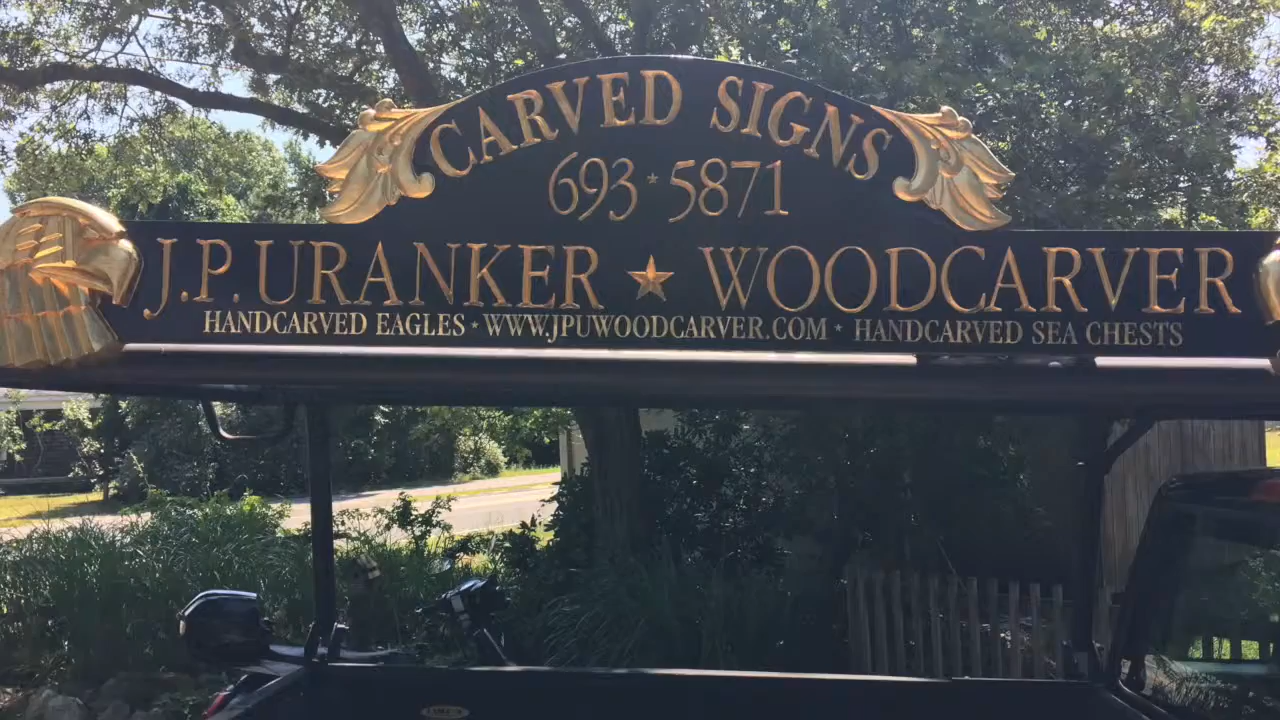 CARVED SIGNS
693 * 5871
J.P. URANKER ★ WOODCARVER
HANDCARVED EAGLES * WWW.JPUWOODCARVER.COM * HANDCARVED SEA CHESTS